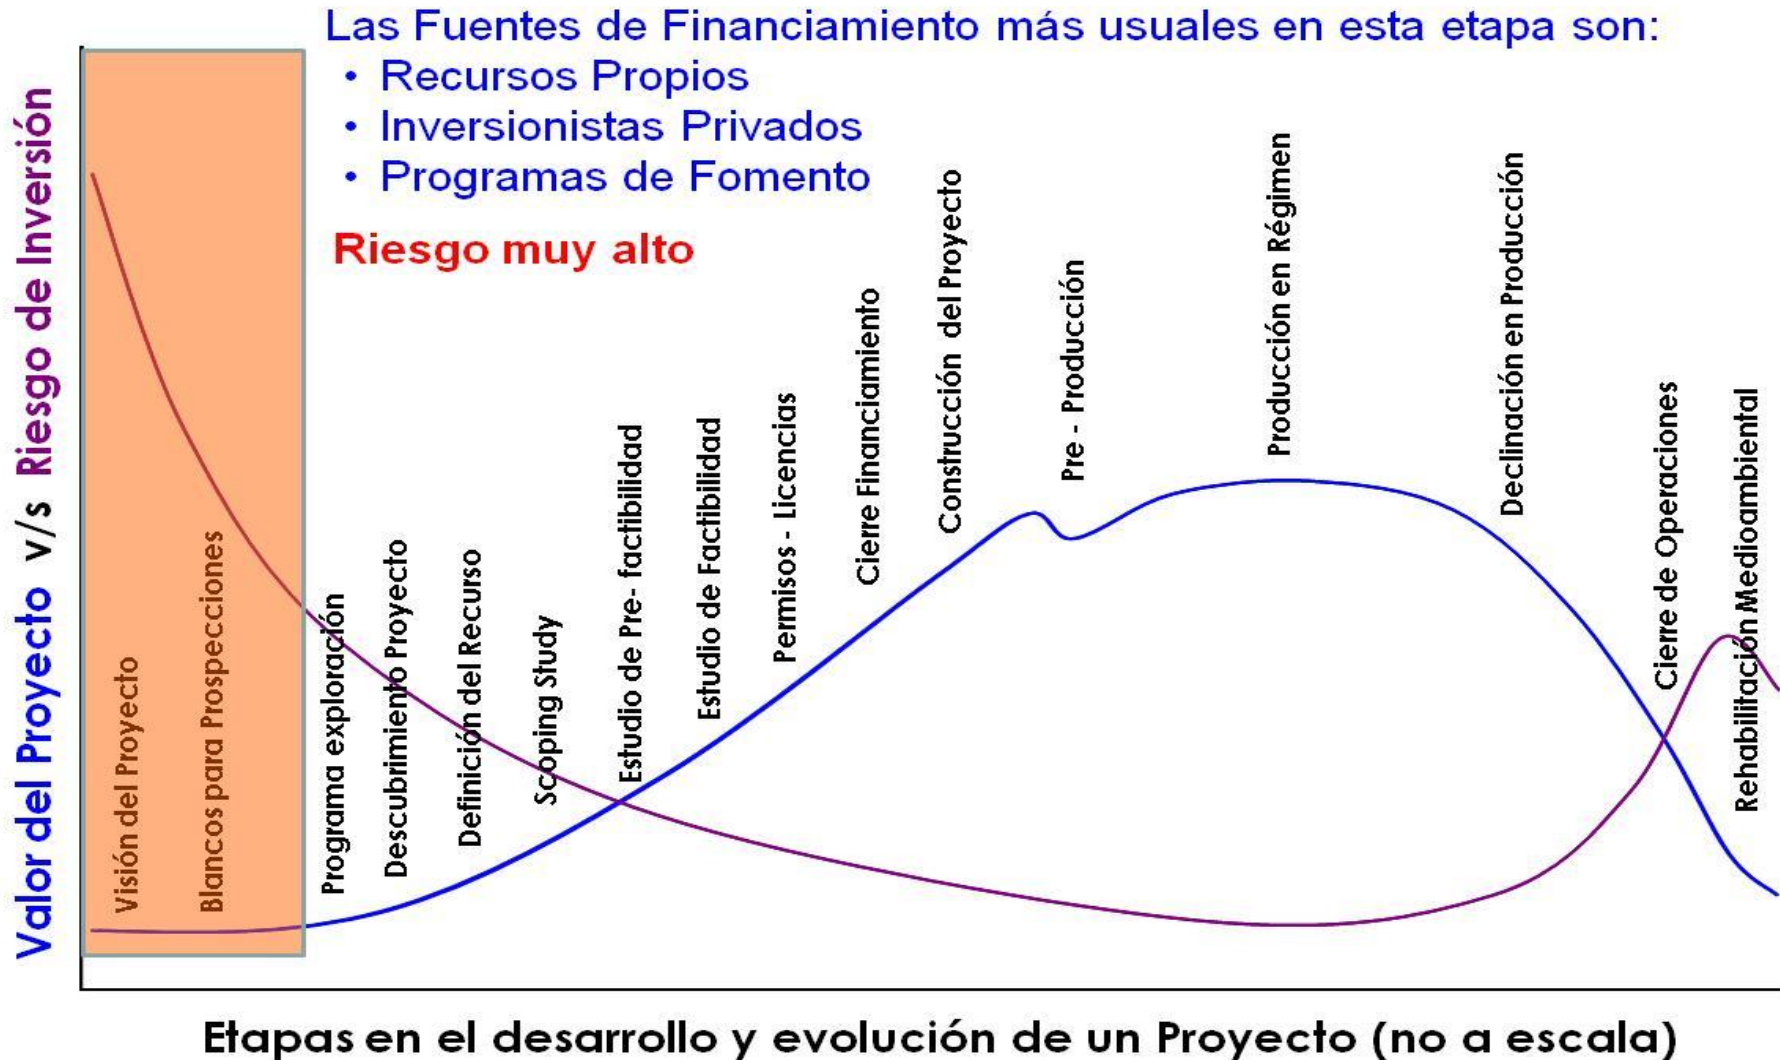 Las Fuentes de Financiamiento más usuales en esta etapa son:
• Recursos Propios
• Inversionistas Privados
• Programas de Fomento
Riesgo muy alto
Valor del Proyecto v/s Riesgo de Inversión
Visión del Proyecto
Blancos para Prospecciones
Programa exploración
Descubrimiento Proyecto
Definición del Recurso
Scoping Study
Estudio de Pre- factibilidad
Estudio de Factibilidad
Permisos - Licencias
Cierre Financiamiento
Construcción del Proyecto
Pre - Producción
Producción en Régimen
Declinación en Producción
Cierre de Operaciones
Rehabilitación Medioambiental
Etapas en el desarrollo y evolución de un Proyecto (no a escala)